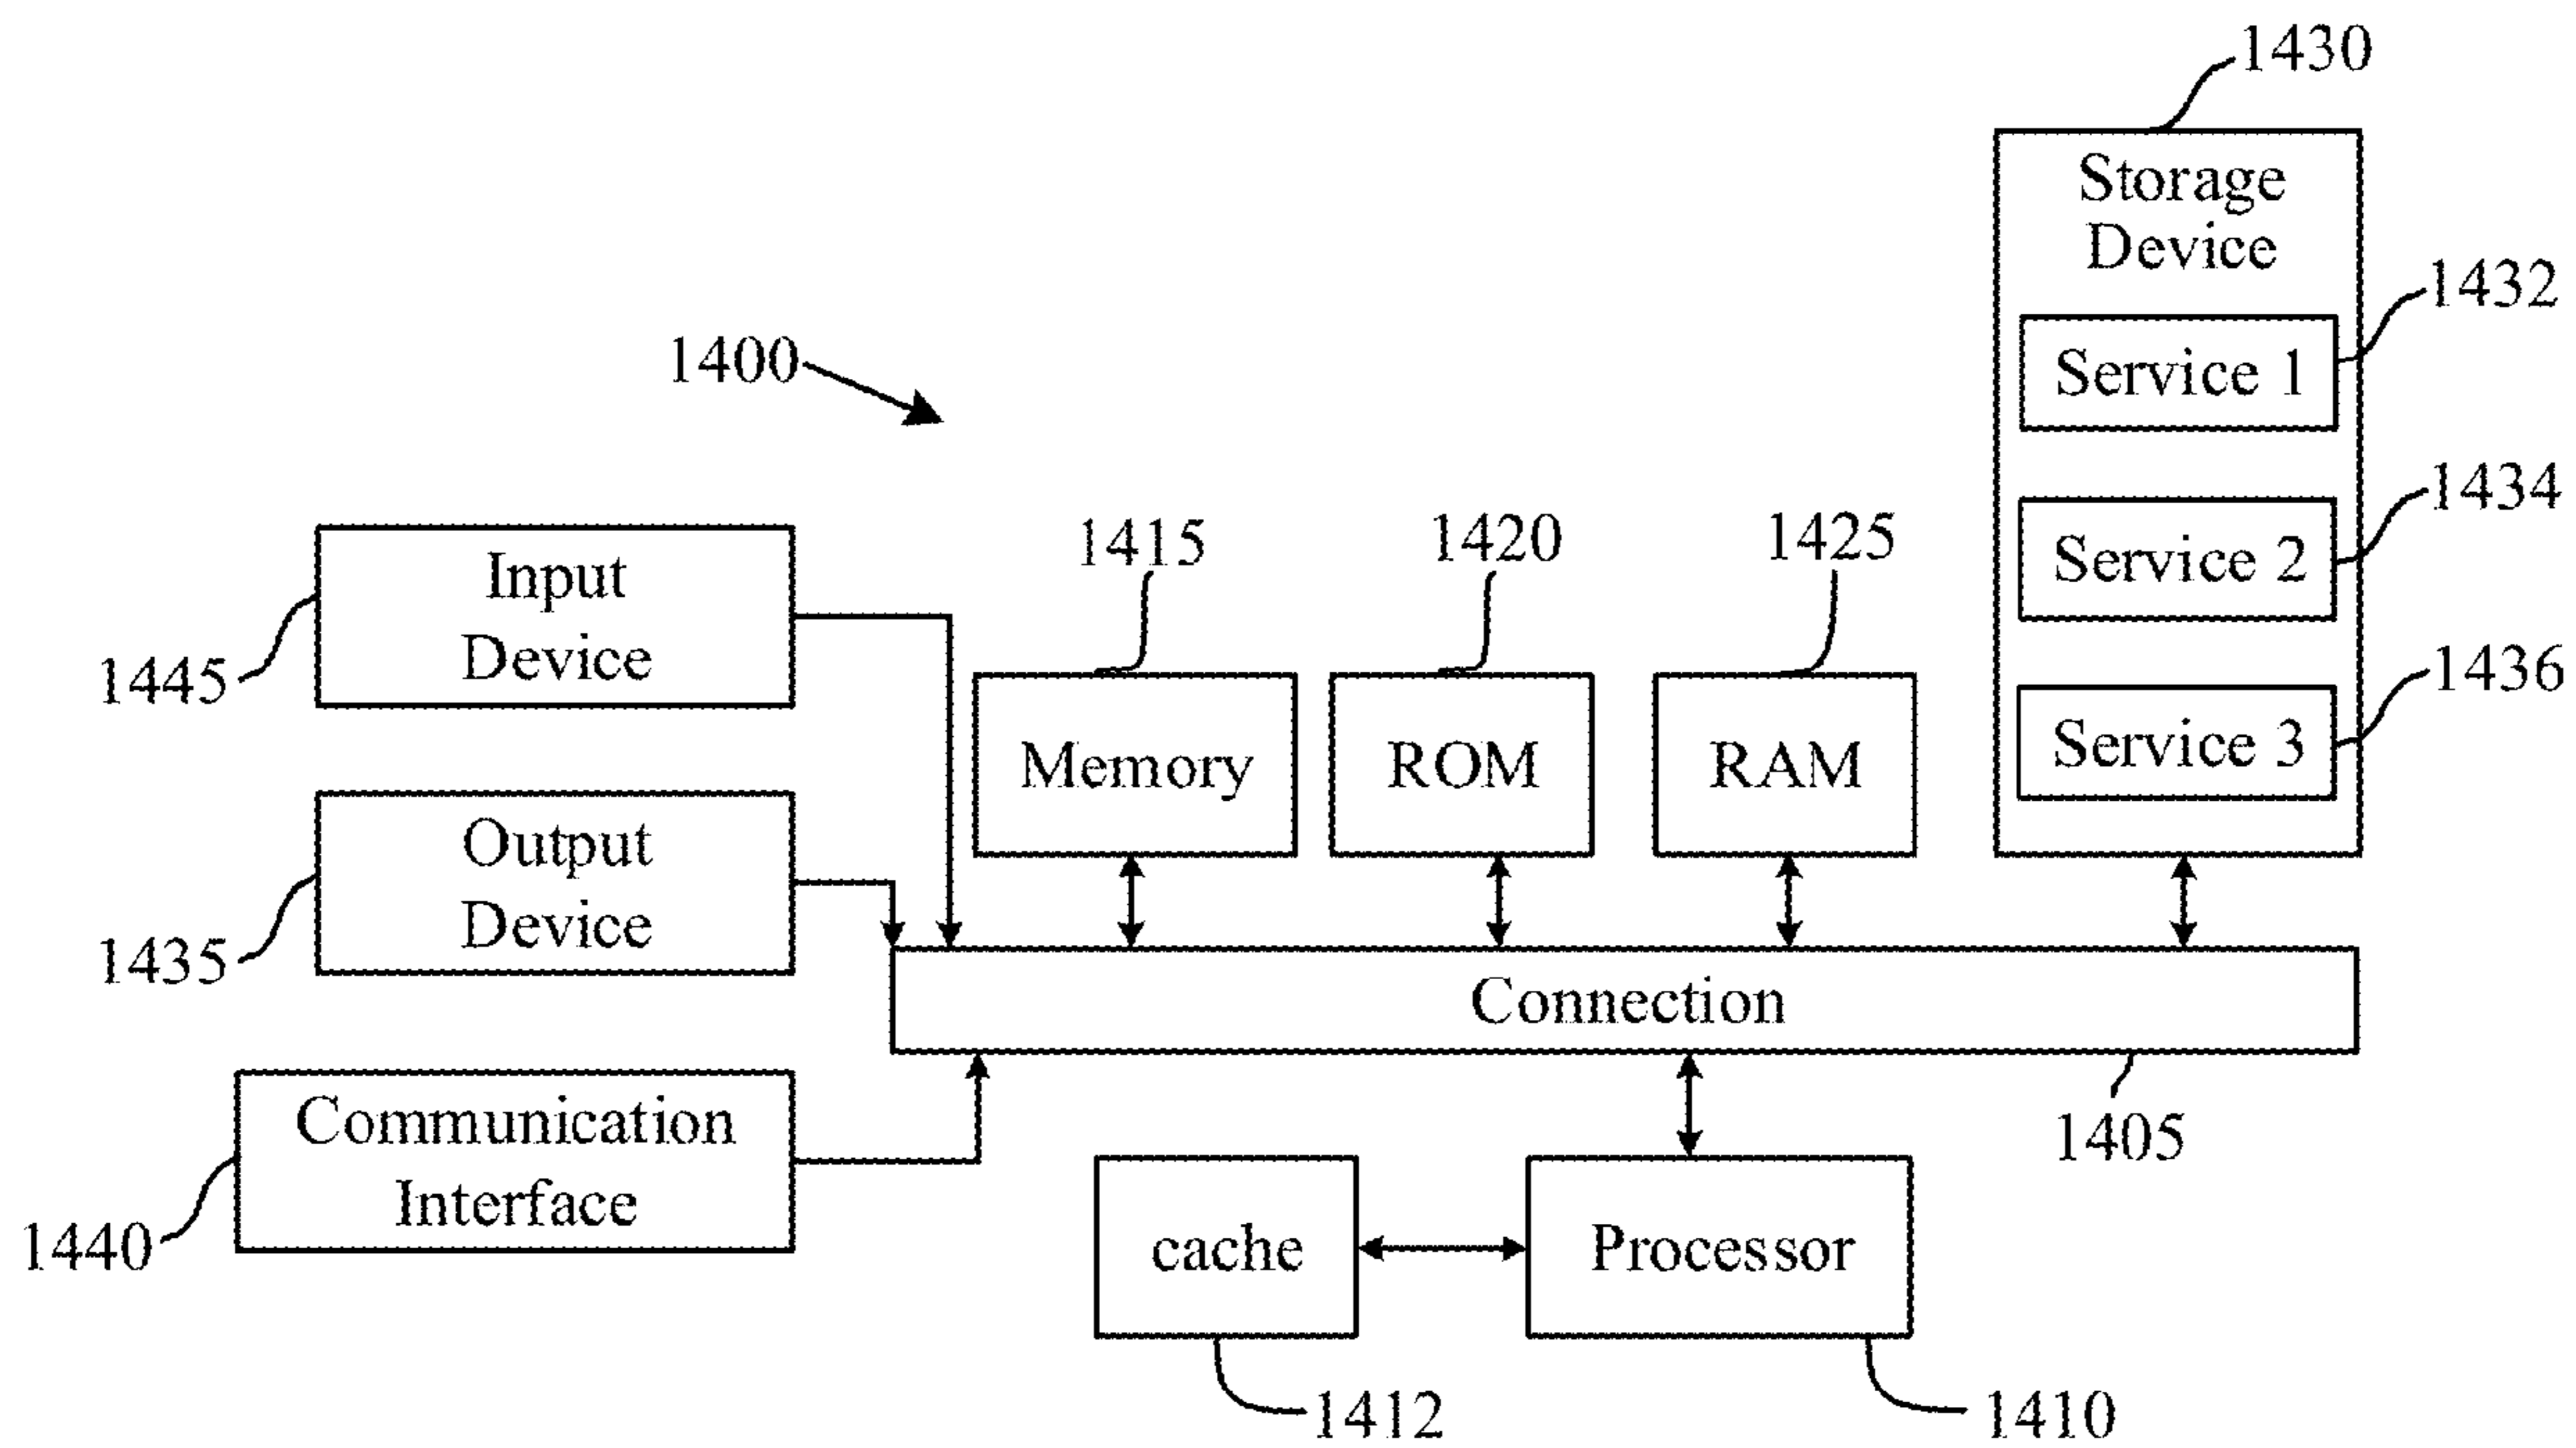 1430
Storage
Device
1432
Service 1
1400
1434
Service 2
1415
1420
1425
Input
Device
1445
1436
Service 3
Memory
ROM
RAM
Output
Device
1435
Connection
Communication
Interface
1440
1405
cache
Processor
1412
1410